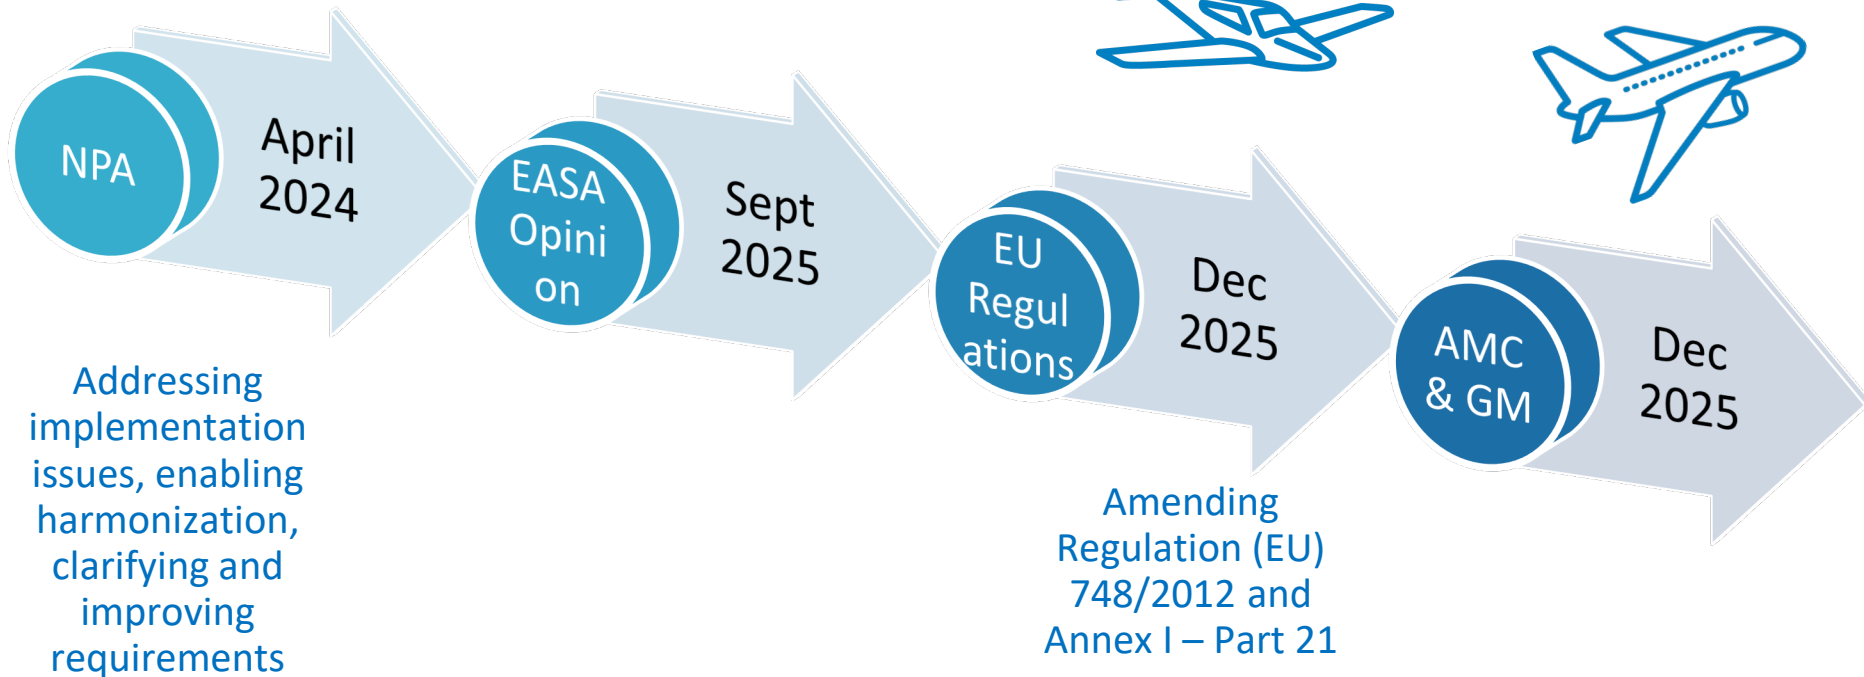 NPA
April
2024
Addressing
implementation
issues, enabling
harmonization,
clarifying and
improving
requirements
EASA
Opini
on
Sept
2025
EU
Regul
ations
Dec
2025
Amending
Regulation (EU)
748/2012 and
Annex I – Part 21
AMC
& GM
Dec
2025